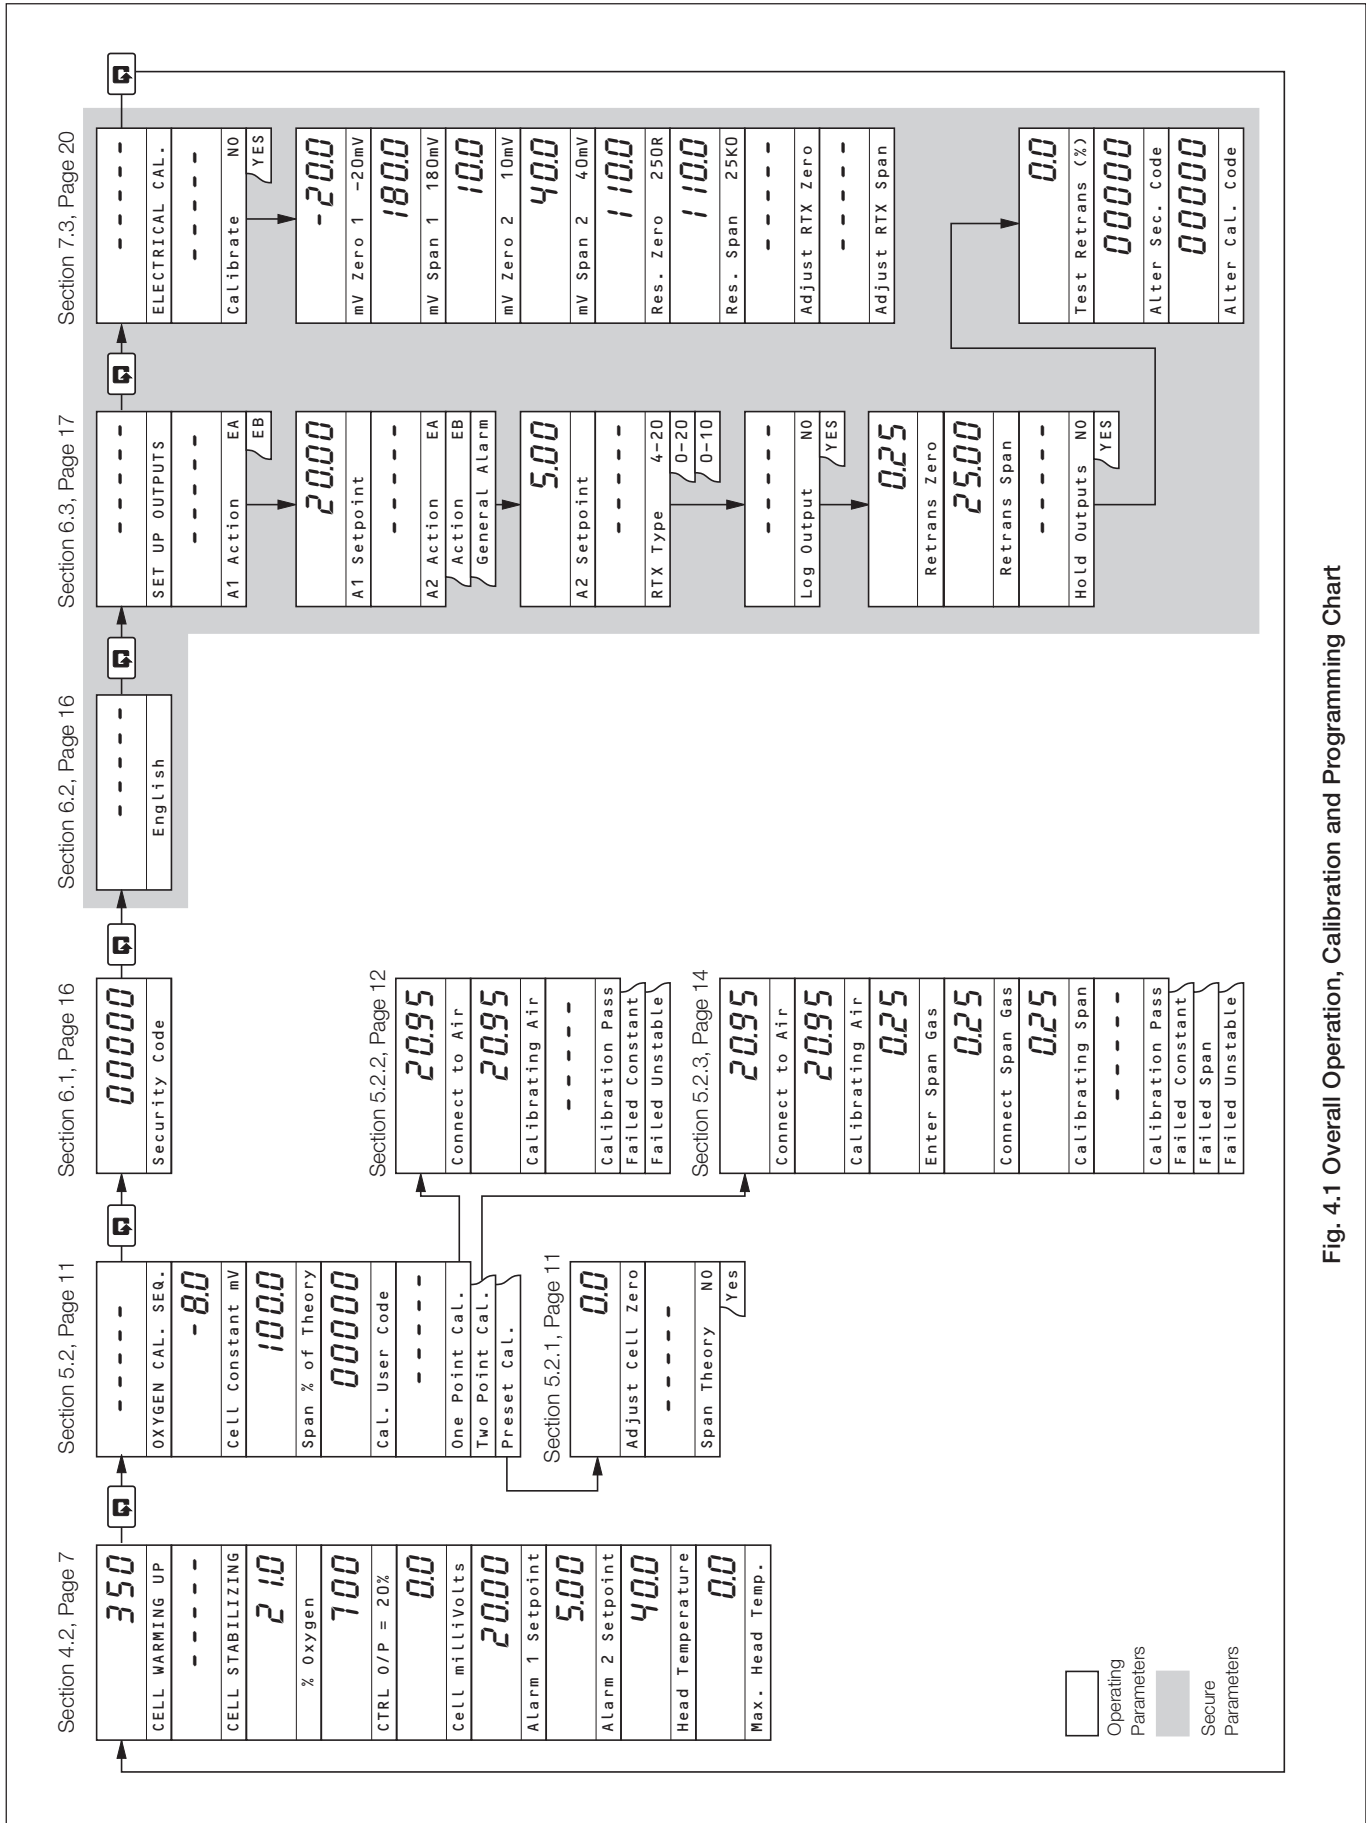 Section 4.2, Page 7
350
CELL WARMING UP
- - - - -
CELL STABILIZING
21.0
% Oxygen
700
CTRL O/P = 20%
0.0
Cell milliVolts
20.00
Alarm 1 Setpoint
5.00
Alarm 2 Setpoint
40.0
Head Temperature
0.0
Max. Head Temp.
Operating
Parameters
Secure
Parameters
Section 5.2, Page 11
- - - - -
OXYGEN CAL. SEQ.
-8.0
Cell Constant mV
100.0
Span % of Theory
00000
Cal. User Code
- - - - -
One Point Cal.
Two Point Cal.
Preset Cal.
Section 5.2.1, Page 11
0.0
Adjust Cell Zero
- - - - -
Span Theory NO
Yes
Section 6.1, Page 16
00000
Security Code
Section 5.2.2, Page 12
20.95
Connect to Air
20.95
Calibrating Air
- - - - -
Calibration Pass
Failed Constant
Failed Unstable
Section 5.2.3, Page 14
20.95
Connect to Air
20.95
Calibrating Air
0.25
Enter Span Gas
0.25
Connect Span Gas
0.25
Calibrating Span
- - - - -
Calibration Pass
Failed Constant
Failed Span
Failed Unstable
Section 6.2, Page 16
- - - - -
English
Section 6.3, Page 17
- - - - -
SET UP OUTPUTS
- - - - -
A1 Action EA
EB
20.00
A1 Setpoint
- - - - -
A2 Action EA
Action EB
General Alarm
5.00
A2 Setpoint
- - - - -
RTX Type 4-20
0-20
0-10
- - - - -
Log Output NO
YES
0.25
Retrans Zero
25.00
Retrans Span
- - - - -
Hold Outputs NO
YES
Section 7.3, Page 20
- - - - -
ELECTRICAL CAL.
- - - - -
Calibrate NO
YES
-20.0
mV Zero 1 -20mV
180.0
mV Span 1 180mV
10.0
mV Zero 2 10mV
40.0
mV Span 2 40mV
110.0
Res. Zero 250R
110.0
Res. Span 25K0
- - - - -
Adjust RTX Zero
- - - - -
Adjust RTX Span
0.0
Test Retrans (%)
00000
Alter Sec. Code
00000
Alter Cal. Code
Fig. 4.1 Overall Operation, Calibration and Programming Chart